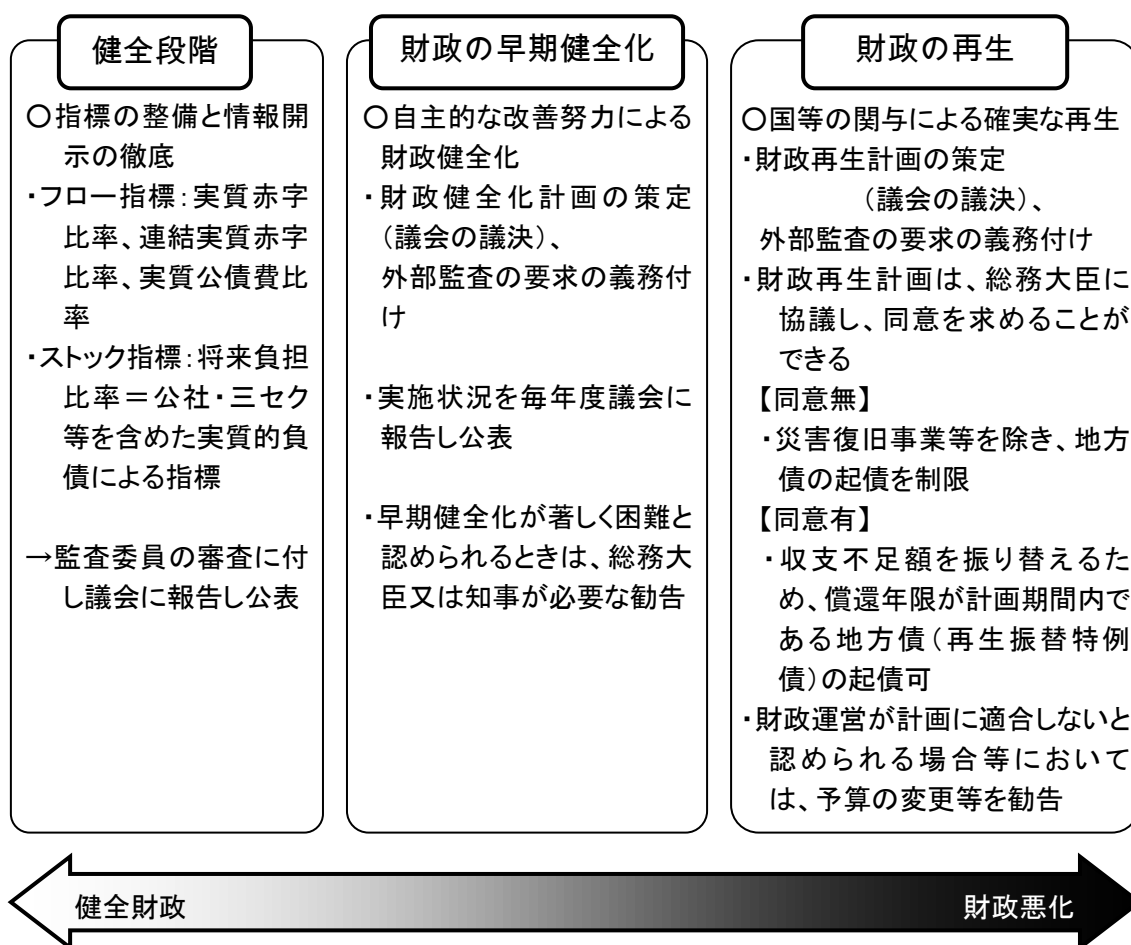 健全段階
〇指標の整備と情報開
示の徹底
・フロー指標：実質赤字
比率、連結実質赤字
比率、実質公債費比
率
・ストック指標：将来負担
比率＝公社・三セク
等を含めた実質的負
債による指標
→監査委員の審査に付
し議会に報告し公表
財政の早期健全化
〇自主的な改善努力による
財政健全化
・財政健全化計画の策定
（議会の議決）、
外部監査の要求の義務付
け
・実施状況を毎年度議会に
報告し公表
・早期健全化が著しく困難と
認められるときは、総務大
臣又は知事が必要な勧告
財政の再生
〇国等の関与による確実な再生
・財政再生計画の策定
（議会の議決）、
外部監査の要求の義務付け
・財政再生計画は、総務大臣に
協議し、同意を求めることが
できる
【同意無】
・災害復旧事業等を除き、地方
債の起債を制限
【同意有】
・収支不足額を振り替えるた
め、償還年限が計画期間内で
ある地方債（再生振替特例
債）の起債可
・財政運営が計画に適合しないと
認められる場合等において
は、予算の変更等を勧告
健全財政
財政悪化